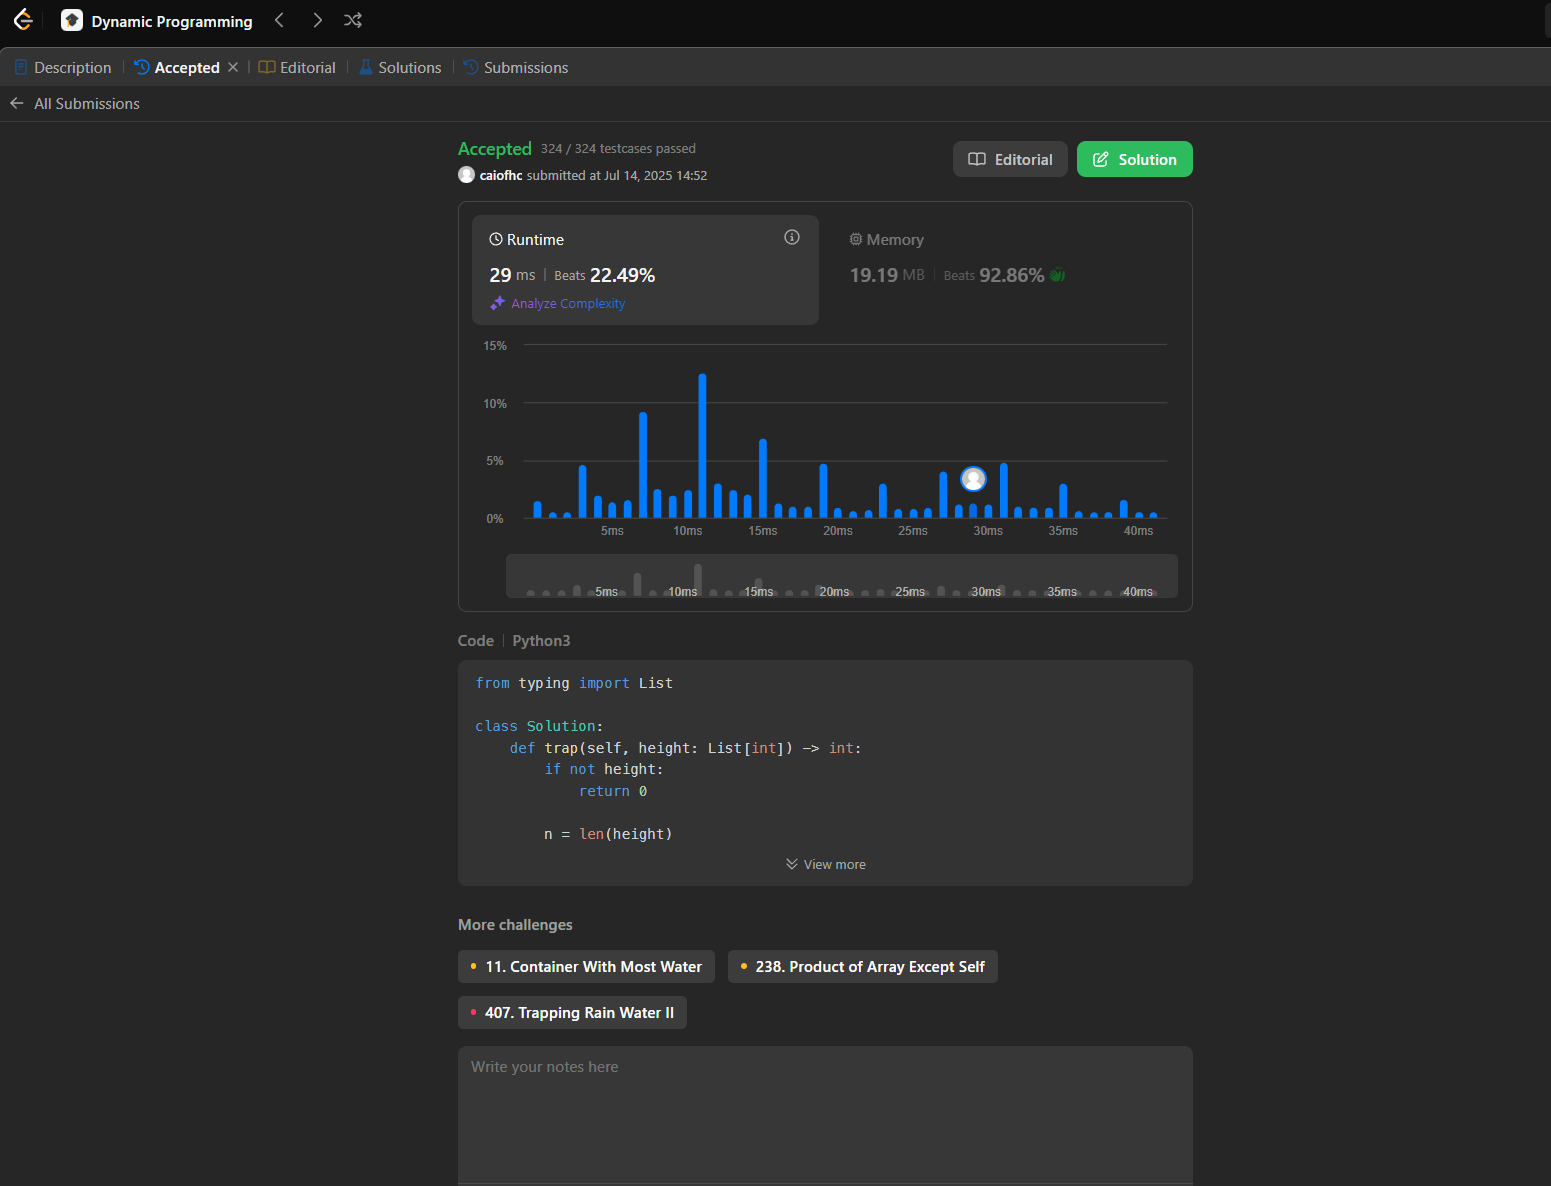 Dynamic Programming
Description
Accepted
Editorial
Solutions
Submissions
All Submissions
Accepted 324 / 324 testcases passed
caiofhc submitted at Jul 14, 2025 14:52
Editorial
Solution
Runtime
29 ms | Beats 22.49%
Analyze Complexity
Memory
19.19 MB | Beats 92.86%
15%
10%
5%
0%
5ms 10ms 15ms 20ms 25ms 30ms 35ms 40ms
5ms 10ms 15ms 20ms 25ms 30ms 35ms 40ms
Code | Python3
from typing import List
class Solution:
    def trap(self, height: List[int]) -> int:
        if not height:
            return 0
        n = len(height)
View more
More challenges
11. Container With Most Water
238. Product of Array Except Self
407. Trapping Rain Water II
Write your notes here